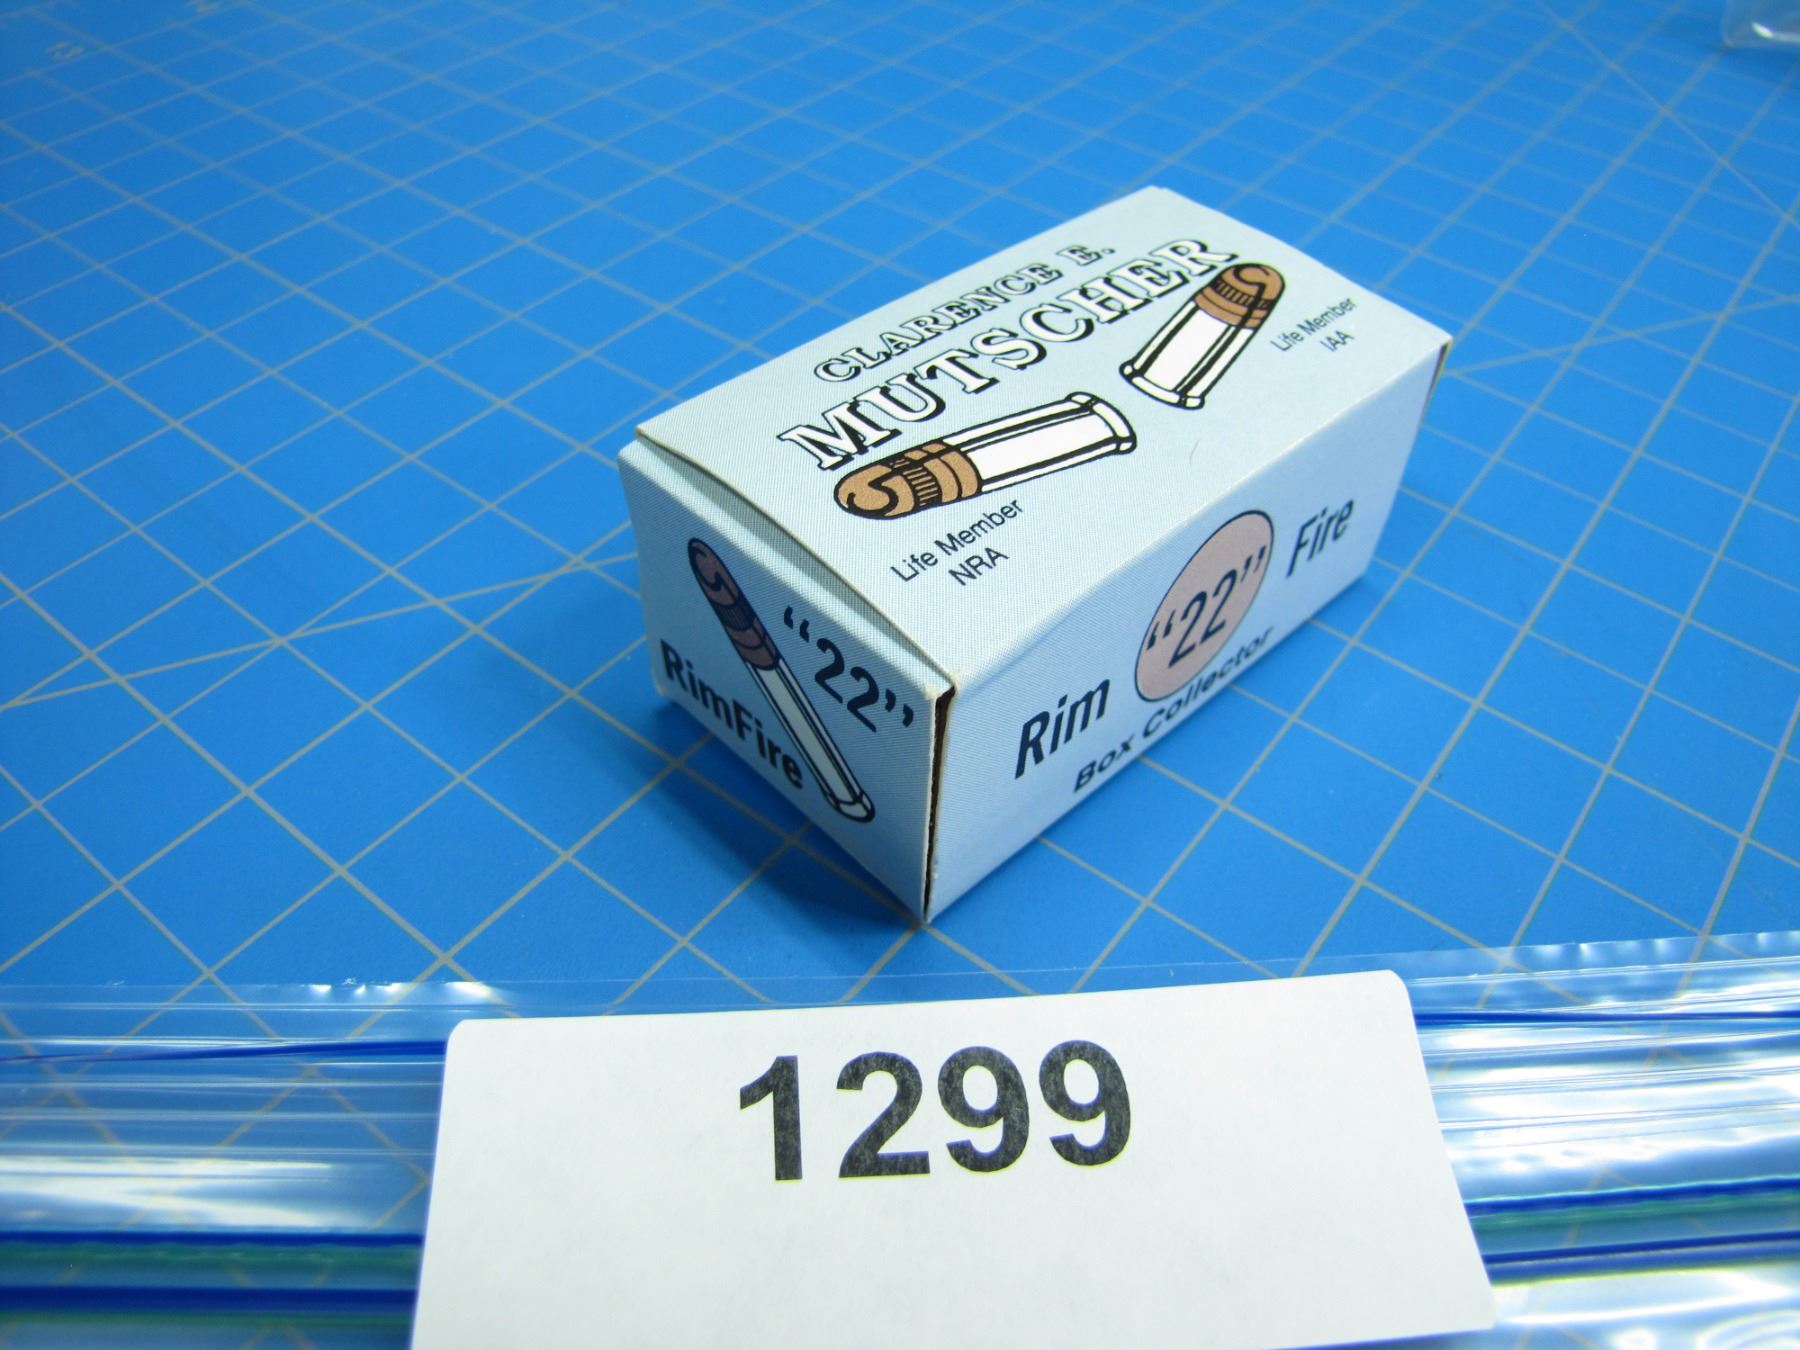 CLARENCE E.
MUTSCHER
Life Member
IAA
Life Member
NRA
"22"
RimFire
Rim "22" Fire
Box Collector
1299